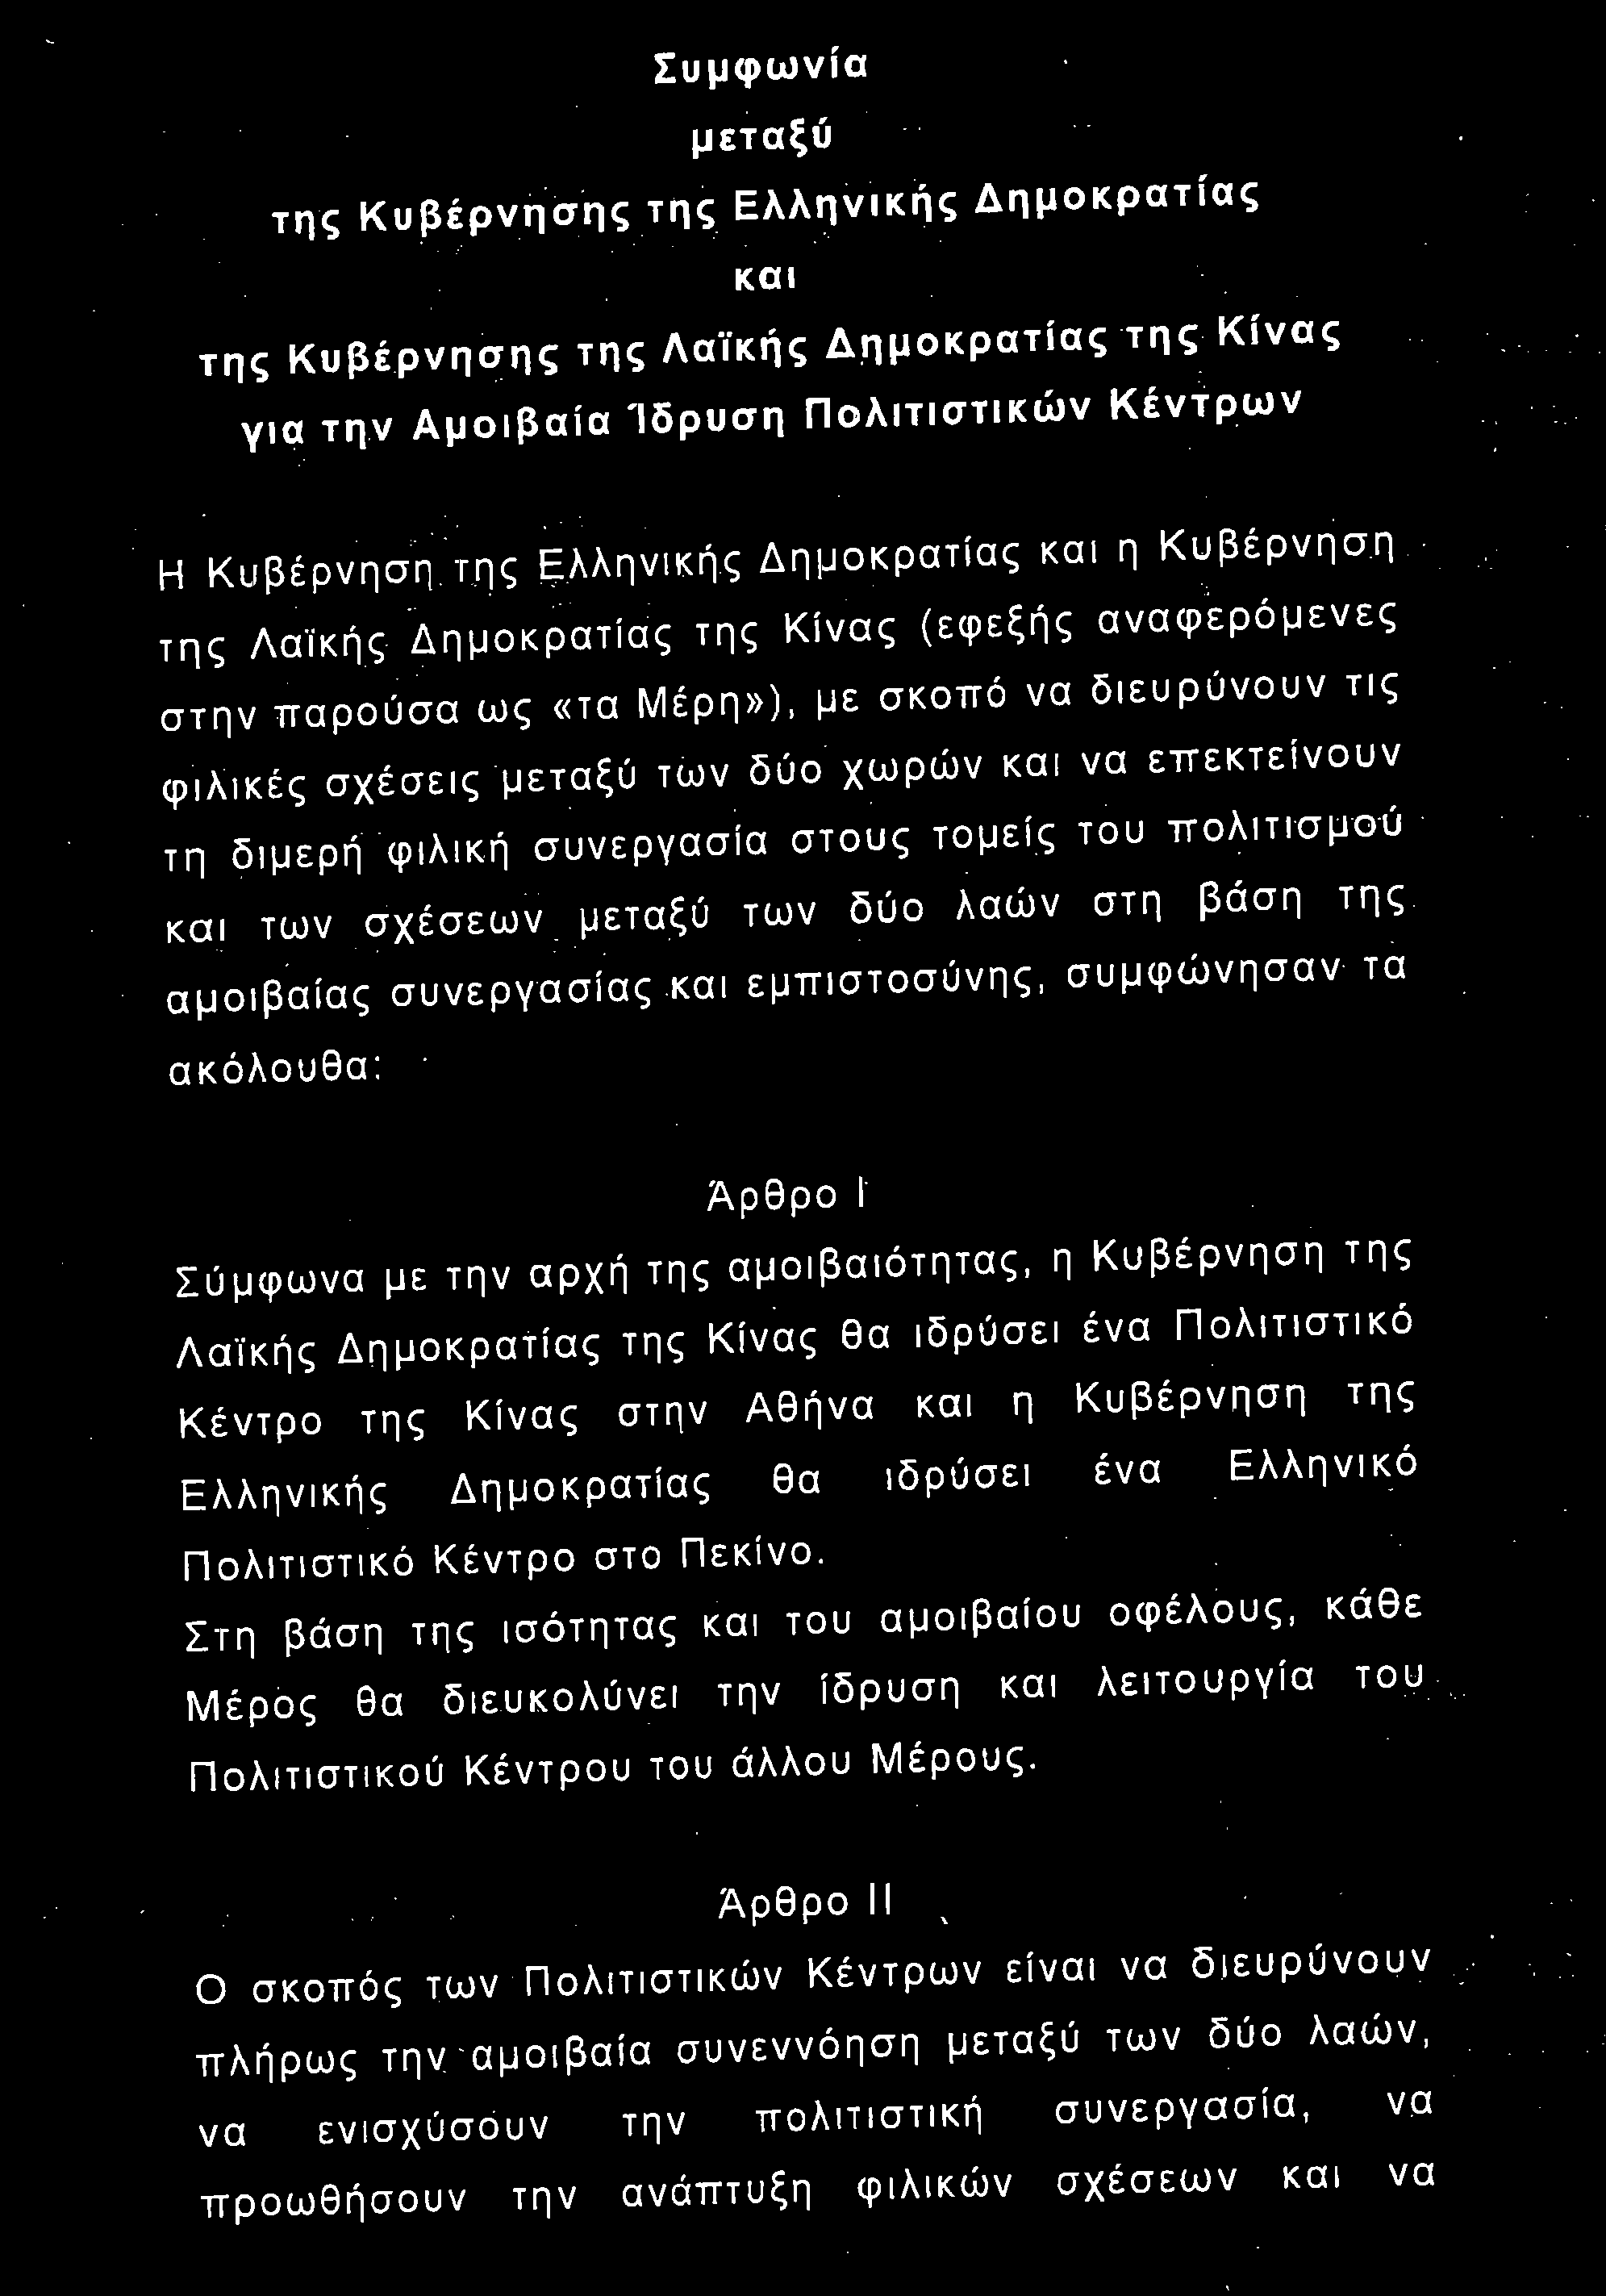 Συμφωνία
μεταξύ
της Κυβέρνησης της Ελληνικής Δημοκρατίας
και
της Κυβέρνησης της Λαϊκής Δημοκρατίας της Κίνας
για την Αμοιβαία Ίδρυση Πολιτιστικών Κέντρων
Η Κυβέρνηση της Ελληνικής Δημοκρατίας και η Κυβέρνηση
της Λαϊκής Δημοκρατίας της Κίνας (εφεξής αναφερόμενες
στην παρούσα ως «τα Μέρη»), με σκοπό να διευρύνουν τις
φιλικές σχέσεις μεταξύ των δύο χωρών και να επεκτείνουν
τη διμερή φιλική συνεργασία στους τομείς του πολιτισμού
και των σχέσεων μεταξύ των δύο λαών στη βάση της
αμοιβαίας συνεργασίας και εμπιστοσύνης, συμφώνησαν τα
ακόλουθα:
Άρθρο Ι
Σύμφωνα με την αρχή της αμοιβαιότητας, η Κυβέρνηση της
Λαϊκής Δημοκρατίας της Κίνας θα ιδρύσει ένα Πολιτιστικό
Κέντρο της Κίνας στην Αθήνα και η Κυβέρνηση της
Ελληνικής Δημοκρατίας θα ιδρύσει ένα Ελληνικό
Πολιτιστικό Κέντρο στο Πεκίνο.
Στη βάση της ισότητας και του αμοιβαίου οφέλους, κάθε
Μέρος θα διευκολύνει την ίδρυση και λειτουργία του
Πολιτιστικού Κέντρου του άλλου Μέρους.
Άρθρο ΙΙ
Ο σκοπός των Πολιτιστικών Κέντρων είναι να διευρύνουν
πλήρως την αμοιβαία συνεννόηση μεταξύ των δύο λαών,
να ενισχύσουν την πολιτιστική συνεργασία, να
προωθήσουν την ανάπτυξη φιλικών σχέσεων και να